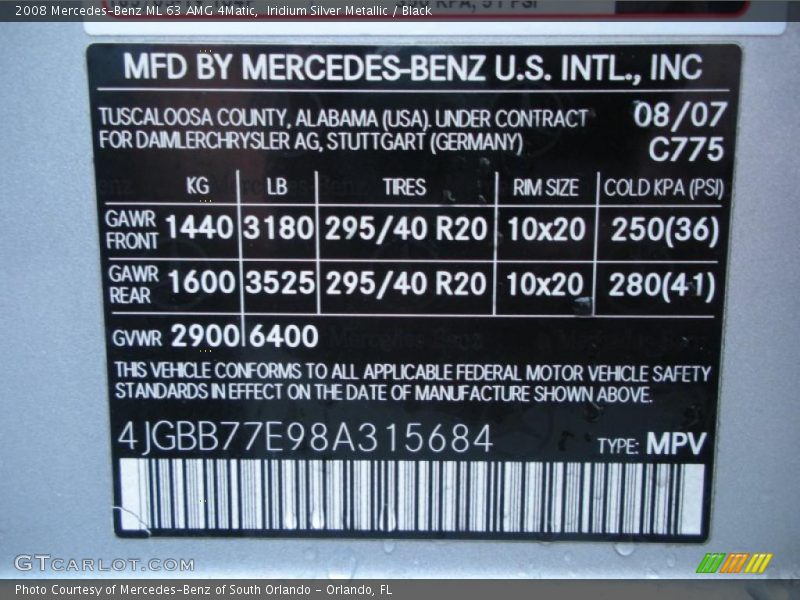 2008 Mercedes-Benz ML 63 AMG 4Matic, Iridium Silver Metallic / Black
MFD BY MERCEDES-BENZ U.S. INTL., INC
TUSCALOOSA COUNTY, ALABAMA (USA). UNDER CONTRACT 08/07
FOR DAIMLERCHRYSLER AG, STUTTGART (GERMANY) C775
KG LB TIRES RIM SIZE COLD KPA (PSI)
GAWR FRONT 1440 3180 295/40 R20 10x20 250(36)
GAWR REAR 1600 3525 295/40 R20 10x20 280(41)
GVWR 2900 6400
THIS VEHICLE CONFORMS TO ALL APPLICABLE FEDERAL MOTOR VEHICLE SAFETY
STANDARDS IN EFFECT ON THE DATE OF MANUFACTURE SHOWN ABOVE.
4JGBB77E98A315684 TYPE: MPV
GTcarlot.com
Photo Courtesy of Mercedes-Benz of South Orlando - Orlando, FL